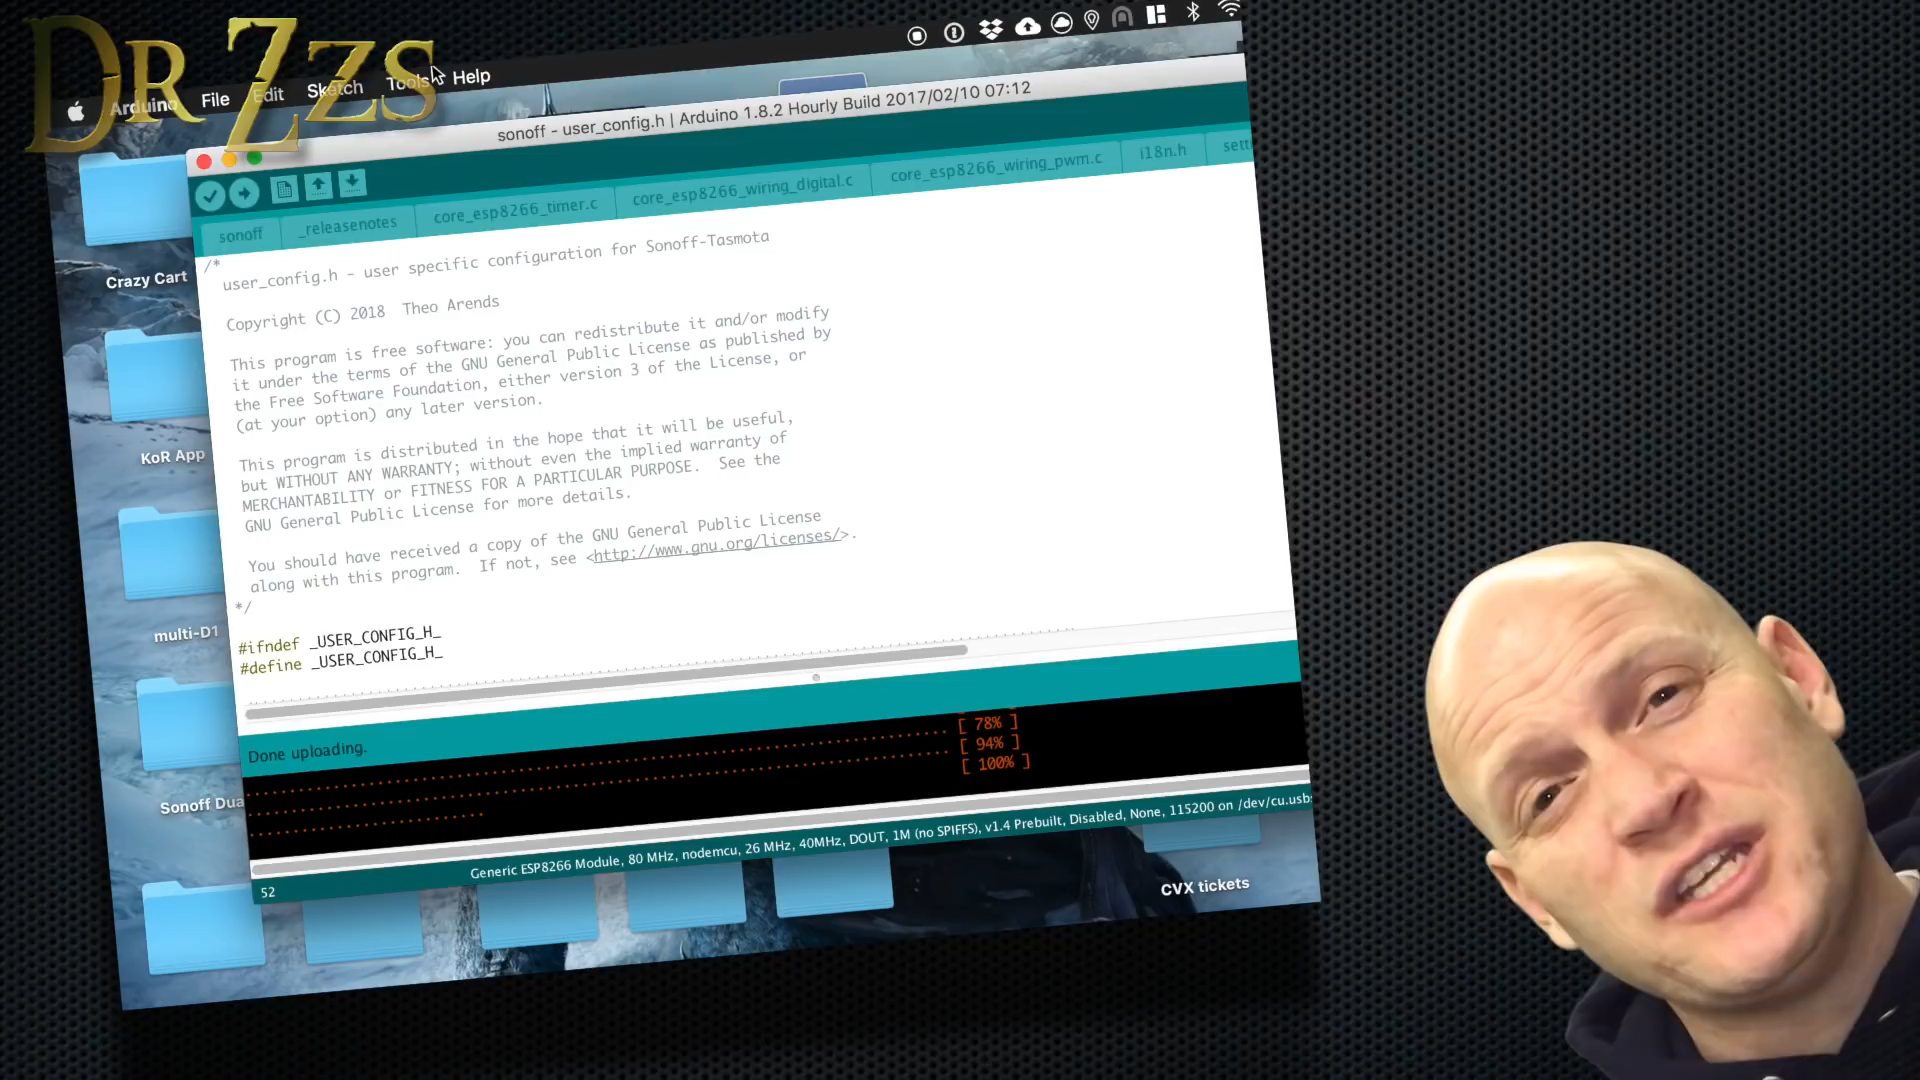 DrZzs
Arduino File Edit Sketch Tools Help
sonoff - user_config.h | Arduino 1.8.2 Hourly Build 2017/02/10 07:12
sonoff _releasenotes core_esp8266_timer.c core_esp8266_wiring_digital.c core_esp8266_wiring_pwm.c i18n.h sett
/*
user_config.h - user specific configuration for Sonoff-Tasmota
Copyright (C) 2018 Theo Arends
This program is free software: you can redistribute it and/or modify
it under the terms of the GNU General Public License as published by
the Free Software Foundation, either version 3 of the License, or
(at your option) any later version.
This program is distributed in the hope that it will be useful,
but WITHOUT ANY WARRANTY; without even the implied warranty of
MERCHANTABILITY or FITNESS FOR A PARTICULAR PURPOSE. See the
GNU General Public License for more details.
You should have received a copy of the GNU General Public License
along with this program. If not, see <http://www.gnu.org/licenses/>.
*/
#ifndef _USER_CONFIG_H_
#define _USER_CONFIG_H_
Done uploading.
[ 78% ]
[ 94% ]
[ 100% ]
52
Generic ESP8266 Module, 80 MHz, nodemcu, 26 MHz, 40MHz, DOUT, 1M (no SPIFFS), v1.4 Prebuilt, Disabled, None, 115200 on /dev/cu.usbs
Crazy Cart
KoR App
multi-D1
Sonoff Dua
CVX tickets